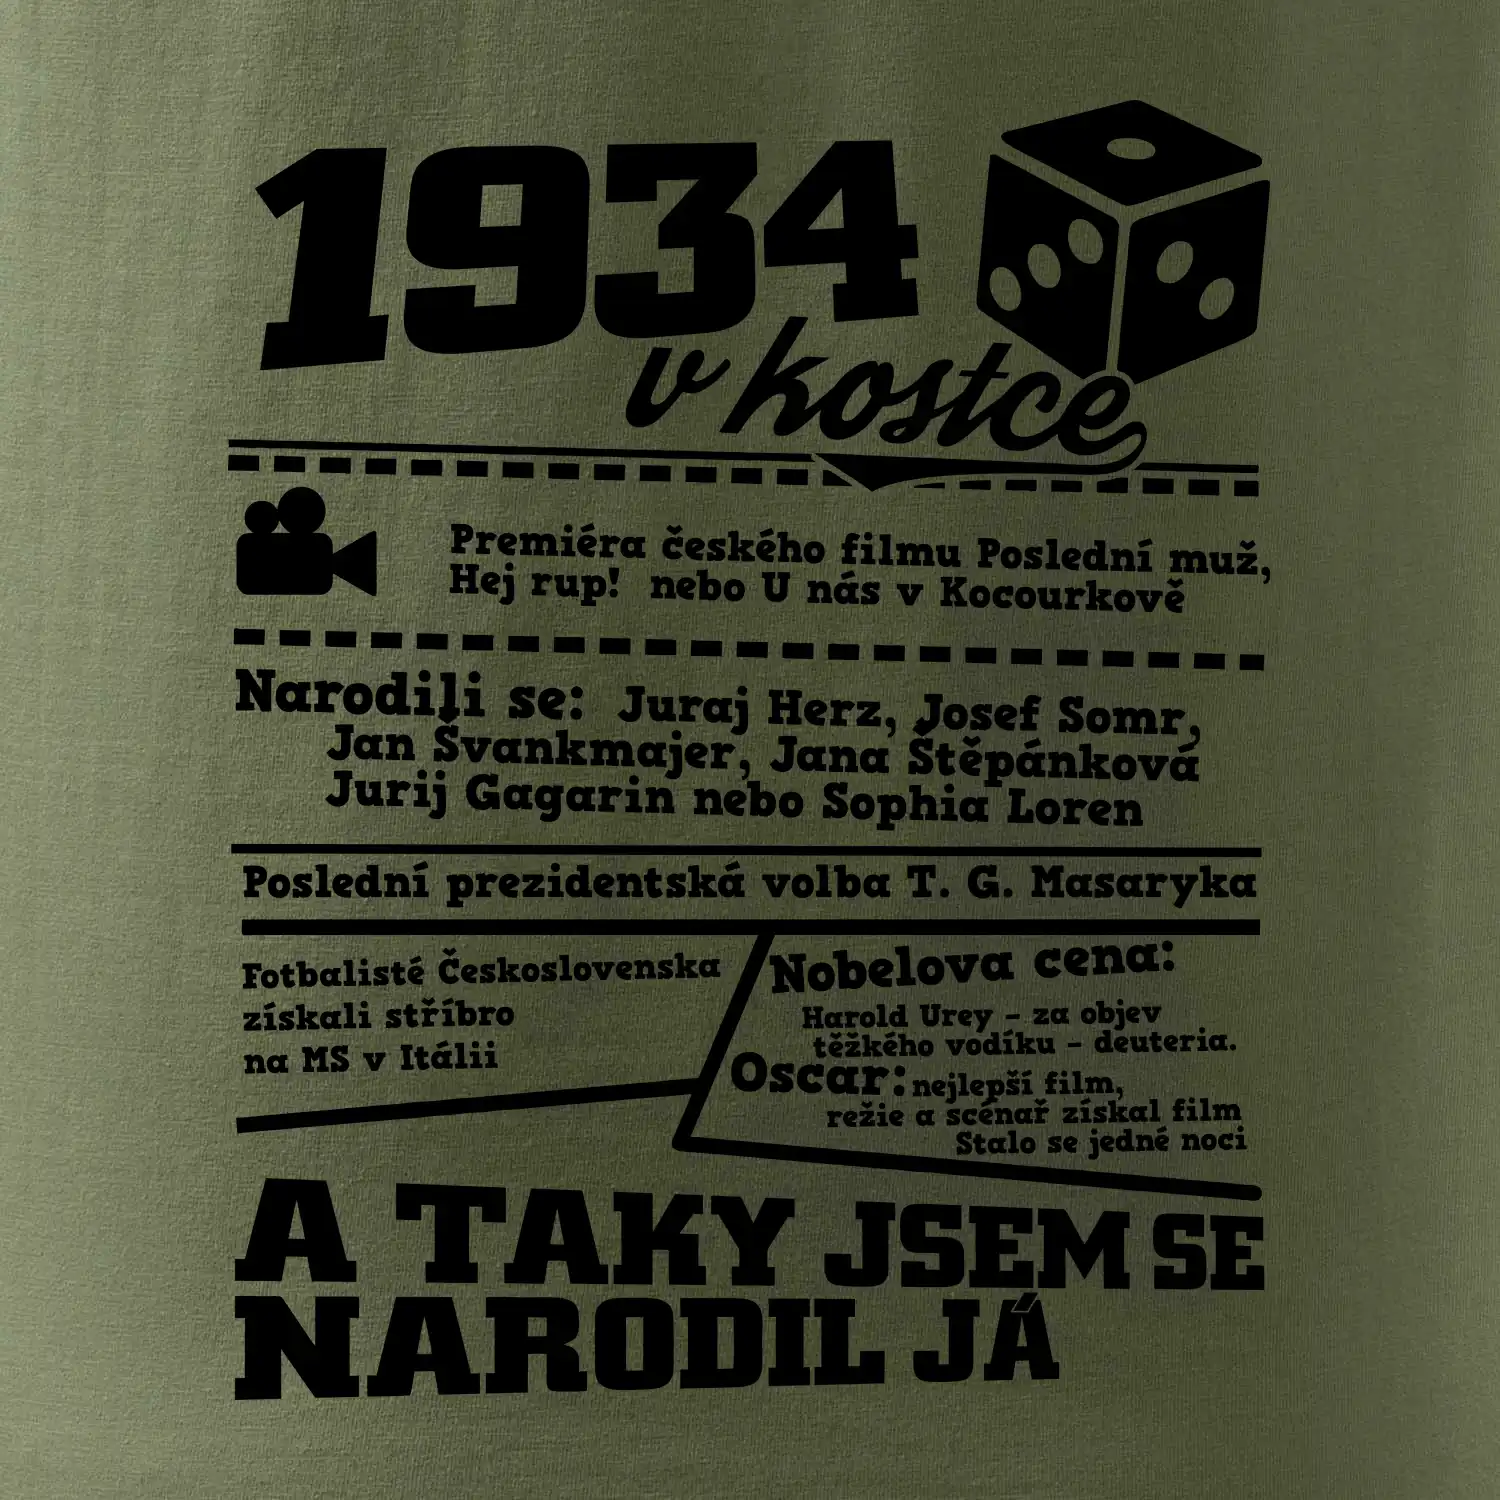 1934
v kostce
Premiéra českého filmu Poslední muž,
Hej rup! nebo U nás v Kocourkově
Narodili se: Juraj Herz, Josef Somr,
Jan Švankmajer, Jana Štěpánková
Jurij Gagarin nebo Sophia Loren
Poslední prezidentská volba T. G. Masaryka
Fotbalisté Československa
získali stříbro
na MS v Itálii
Nobelova cena:
Harold Urey – za objev
těžkého vodíku – deuteria.
Oscar: nejlepší film,
režie a scénař získal film
Stalo se jedné noci
A TAKY JSEM SE
NARODIL JÁ